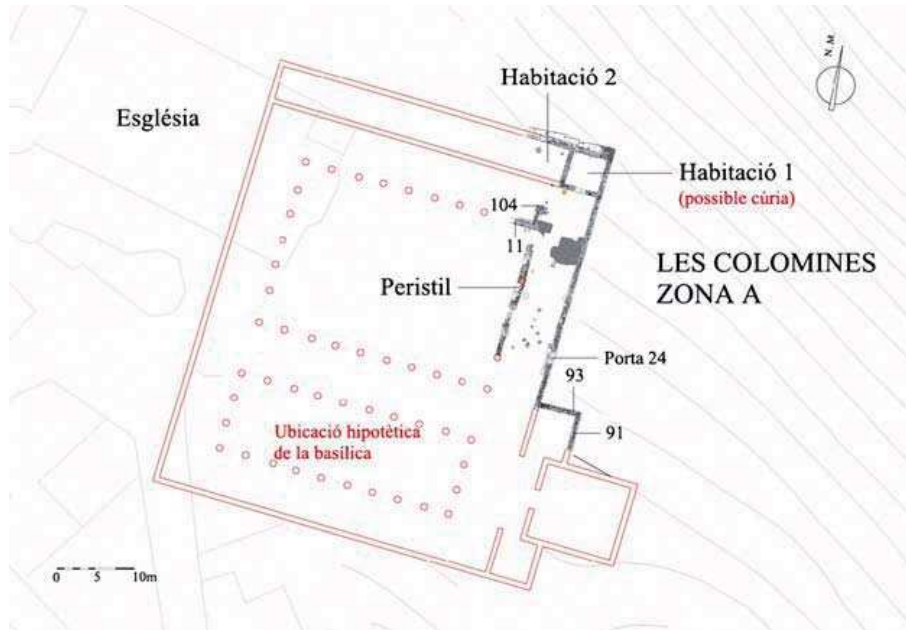 N. M.
Habitació 2
Església
Habitació 1
(possible cúria)
104
11
LES COLOMINES
ZONA A
Peristil
Porta 24
93
91
Ubicació hipotètica
de la basílica
0 5 10m